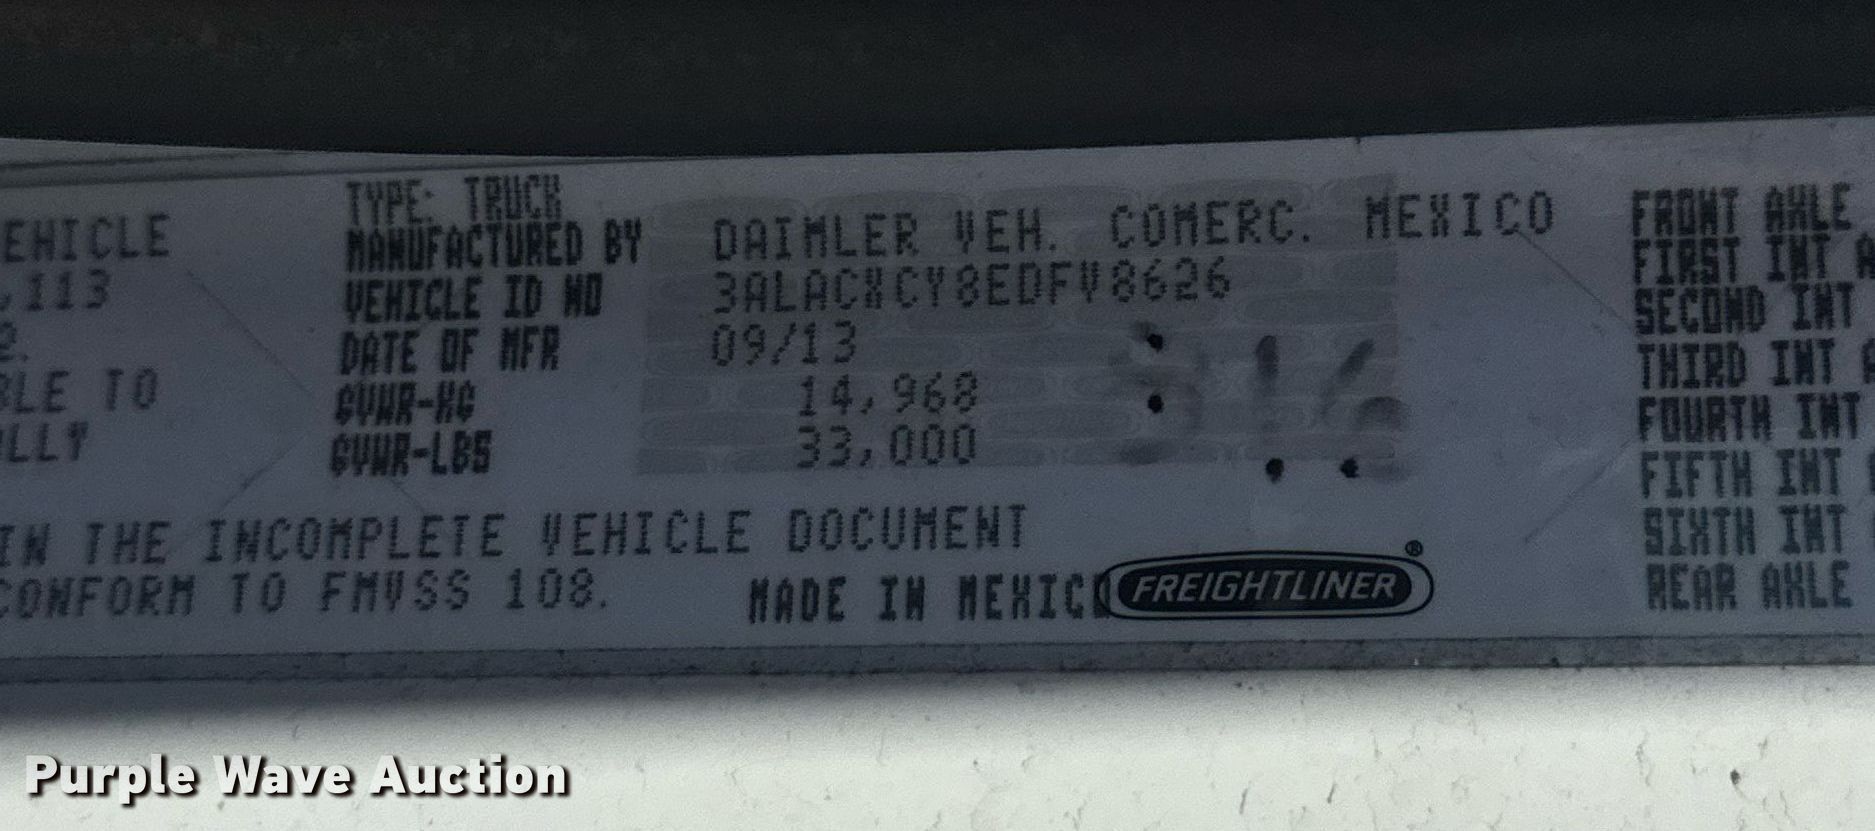 TYPE: TRUCK
EHICLE MANUFACTURED BY DAIMLER VEH. COMERC. MEXICO FRONT AXLE
.113 VEHICLE ID NO 3ALACXCY8EDFV8626 FIRST INT A
2. DATE OF MFR 09/13 SECOND INT
BLE TO GVWR-KG 14,968 THIRD INT A
LLY GVWR-LBS 33,000 FOURTH INT
FIFTH INT A
IN THE INCOMPLETE VEHICLE DOCUMENT SIXTH INT
CONFORM TO FMVSS 108. MADE IN MEXICO FREIGHTLINER® REAR AXLE
Purple Wave Auction